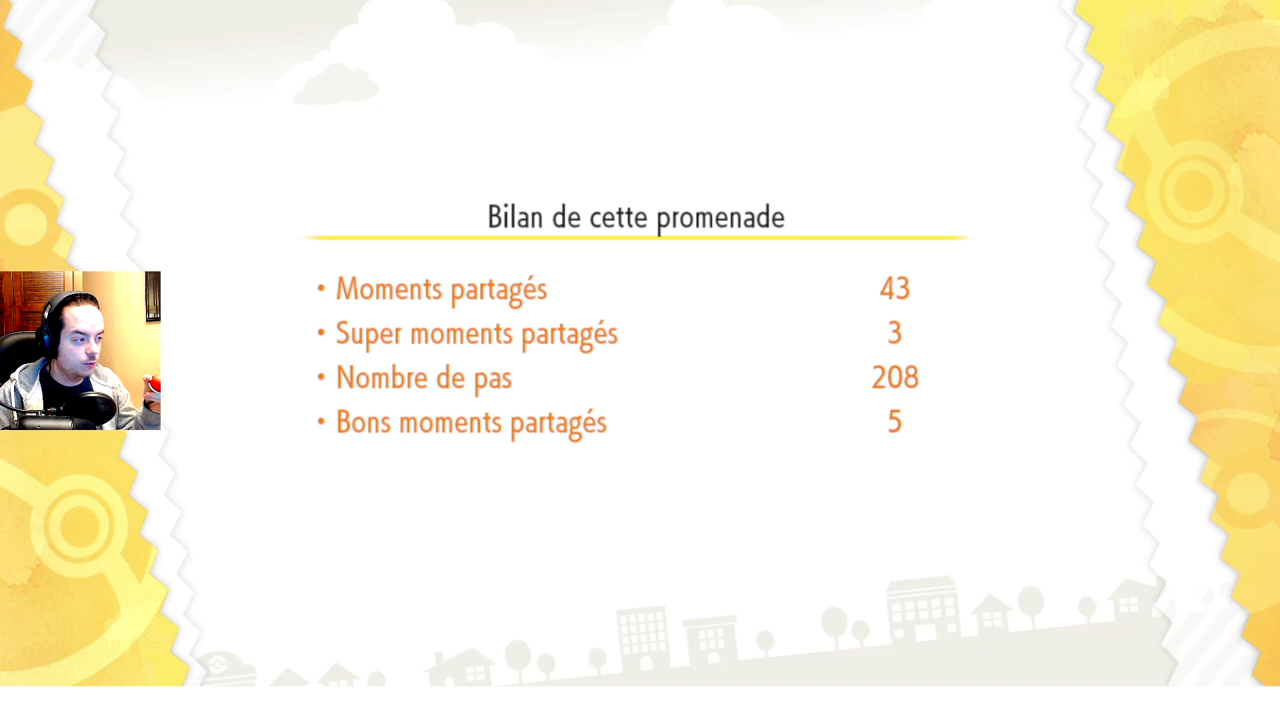 Bilan de cette promenade
• Moments partagés 43
• Super moments partagés 3
• Nombre de pas 208
• Bons moments partagés 5